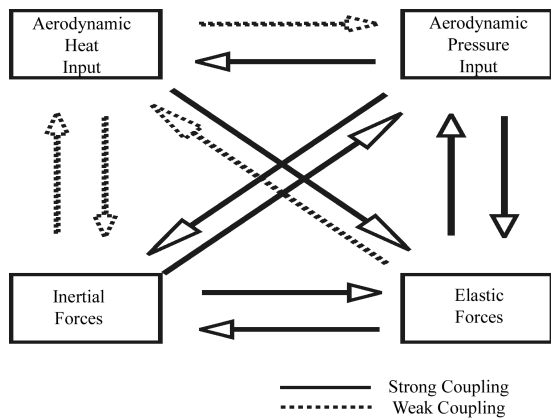 Aerodynamic
Heat
Input
Aerodynamic
Pressure
Input
Inertial
Forces
Elastic
Forces
Strong Coupling
Weak Coupling